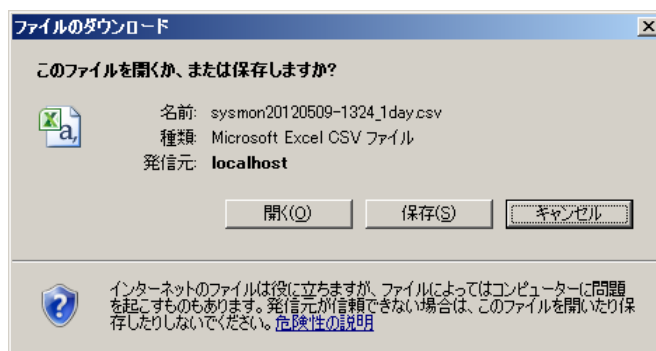 ファイルのダウンロード
このファイルを開くか、または保存しますか?
名前: sysmon20120509-1324_1day.csv
種類: Microsoft Excel CSV ファイル
発信元: localhost
開く(O) 保存(S) キャンセル
インターネットのファイルは役に立ちますが、ファイルによってはコンピューターに問題
を起こすものもあります。発信元が信頼できない場合は、このファイルを開いたり保
存したりしないでください。危険性の説明